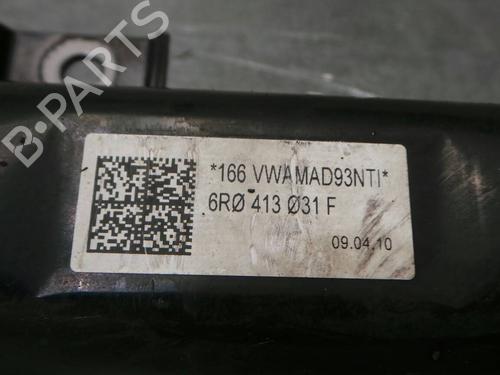 B-PARTS
*166 VWAMAD93NTI*
6RØ 413 Ø31 F
09.04.10